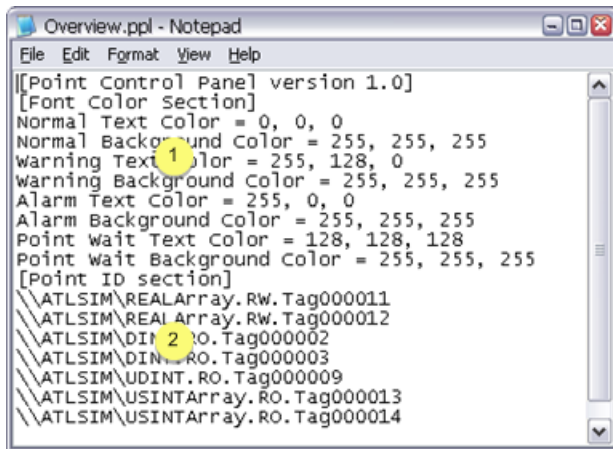 Overview.ppl - Notepad
File Edit Format View Help
[Point Control Panel version 1.0]
[Font Color Section]
Normal Text Color = 0, 0, 0
Normal Background Color = 255, 255, 255
Warning Text Color = 255, 128, 0
Warning Background Color = 255, 255, 255
Alarm Text Color = 255, 0, 0
Alarm Background Color = 255, 255, 255
Point Wait Text Color = 128, 128, 128
Point Wait Background Color = 255, 255, 255
[Point ID section]
\\ATLSIM\REALArray.RW.Tag000011
\\ATLSIM\REALArray.RW.Tag000012
\\ATLSIM\DINT.RO.Tag000002
\\ATLSIM\DINT.RO.Tag000003
\\ATLSIM\UDINT.RO.Tag000009
\\ATLSIM\USINTArray.RO.Tag000013
\\ATLSIM\USINTArray.RO.Tag000014
1
2